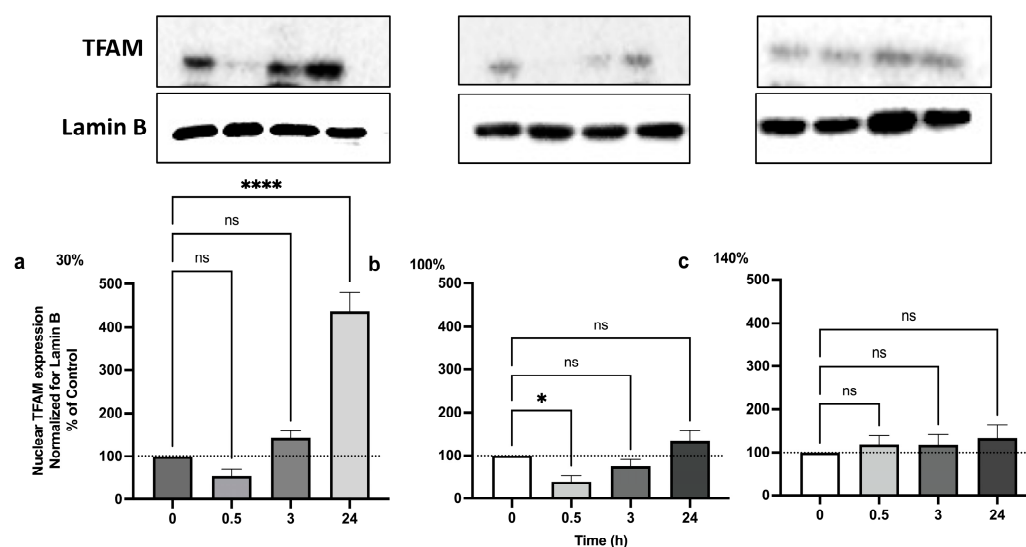 TFAM
Lamin B
****
ns
ns
a 30%
500
400
300
200
100
0
0 0.5 3 24
Nuclear TFAM expression
Normalized for Lamin B
% of Control
b 100%
500
400
300
200
100
0
ns
ns
*
0 0.5 3 24
Time (h)
c 140%
500
400
300
200
100
0
ns
ns
ns
0 0.5 3 24